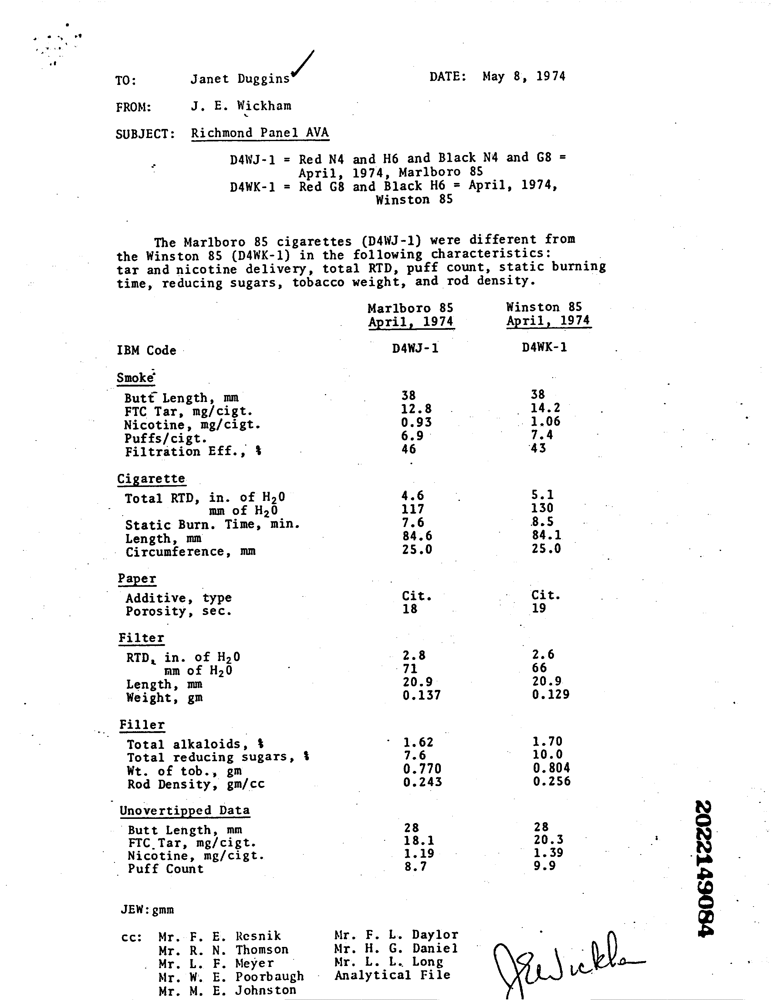 TO: Janet Duggins DATE: May 8, 1974
FROM: J. E. Wickham
SUBJECT: Richmond Panel AVA
D4WJ-1 = Red N4 and H6 and Black N4 and G8 =
April, 1974, Marlboro 85
D4WK-1 = Red G8 and Black H6 = April, 1974,
Winston 85
The Marlboro 85 cigarettes (D4WJ-1) were different from
the Winston 85 (D4WK-1) in the following characteristics:
tar and nicotine delivery, total RTD, puff count, static burning
time, reducing sugars, tobacco weight, and rod density.
Marlboro 85 Winston 85
April, 1974 April, 1974
IBM Code D4WJ-1 D4WK-1
Smoke
Butt Length, mm 38 38
FTC Tar, mg/cigt. 12.8 14.2
Nicotine, mg/cigt. 0.93 1.06
Puffs/cigt. 6.9 7.4
Filtration Eff., % 46 43
Cigarette
Total RTD, in. of H2O 4.6 5.1
mm of H2O 117 130
Static Burn. Time, min. 7.6 8.5
Length, mm 84.6 84.1
Circumference, mm 25.0 25.0
Paper
Additive, type Cit. Cit.
Porosity, sec. 18 19
Filter
RTD, in. of H2O 2.8 2.6
mm of H2O 71 66
Length, mm 20.9 20.9
Weight, gm 0.137 0.129
Filler
Total alkaloids, % 1.62 1.70
Total reducing sugars, % 7.6 10.0
Wt. of tob., gm 0.770 0.804
Rod Density, gm/cc 0.243 0.256
Unovertipped Data
Butt Length, mm 28 28
FTC Tar, mg/cigt. 18.1 20.3
Nicotine, mg/cigt. 1.19 1.39
Puff Count 8.7 9.9
JEW:gmm
cc: Mr. F. E. Resnik Mr. F. L. Daylor
Mr. R. N. Thomson Mr. H. G. Daniel
Mr. L. F. Meyer Mr. L. L. Long
Mr. W. E. Poorbaugh Analytical File
Mr. M. E. Johnston
JEWickham
2022149084